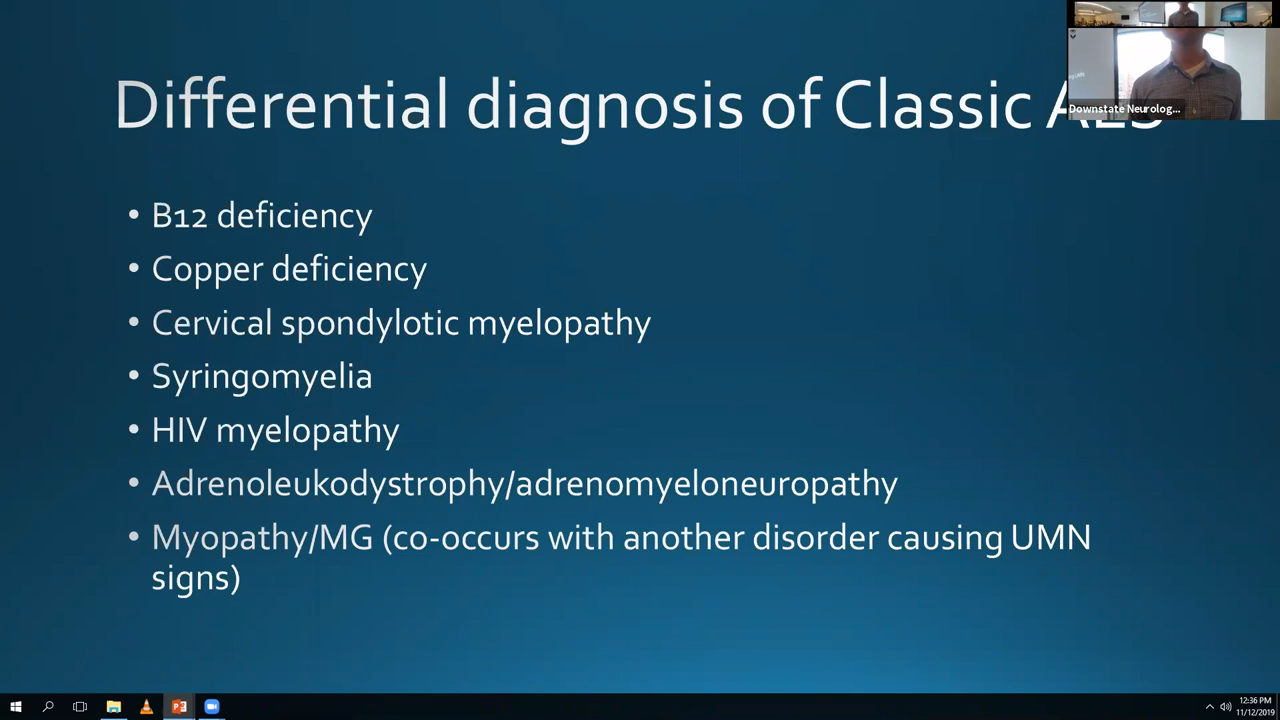 Differential diagnosis of Classic ALS
Downstate Neurolog...
• B12 deficiency
• Copper deficiency
• Cervical spondylotic myelopathy
• Syringomyelia
• HIV myelopathy
• Adrenoleukodystrophy/adrenomyeloneuropathy
• Myopathy/MG (co-occurs with another disorder causing UMN
signs)
12:36 PM
11/12/2019